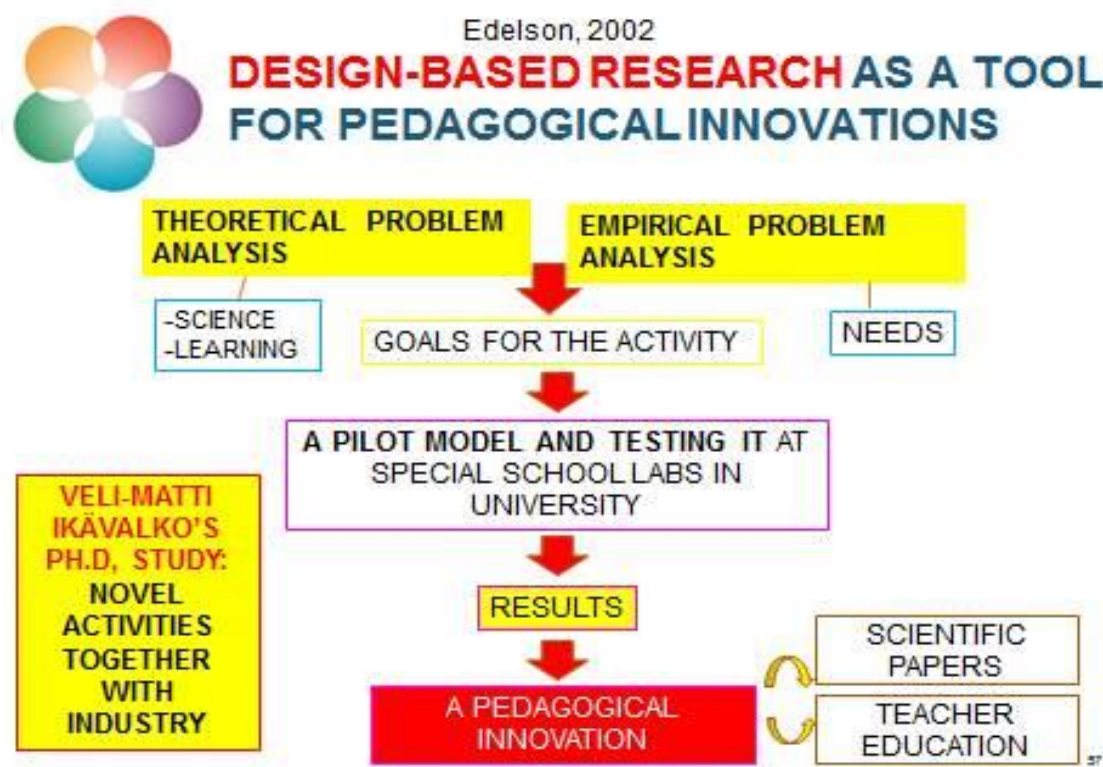 Edelson, 2002
DESIGN-BASED RESEARCH AS A TOOL
FOR PEDAGOGICAL INNOVATIONS
THEORETICAL PROBLEM
ANALYSIS
EMPIRICAL PROBLEM
ANALYSIS
-SCIENCE
-LEARNING
GOALS FOR THE ACTIVITY
NEEDS
A PILOT MODEL AND TESTING IT AT
SPECIAL SCHOOL LABS IN
UNIVERSITY
VELI-MATTI
IKÄVALKO'S
PH.D, STUDY:
NOVEL
ACTIVITIES
TOGETHER
WITH
INDUSTRY
RESULTS
A PEDAGOGICAL
INNOVATION
SCIENTIFIC
PAPERS
TEACHER
EDUCATION
57